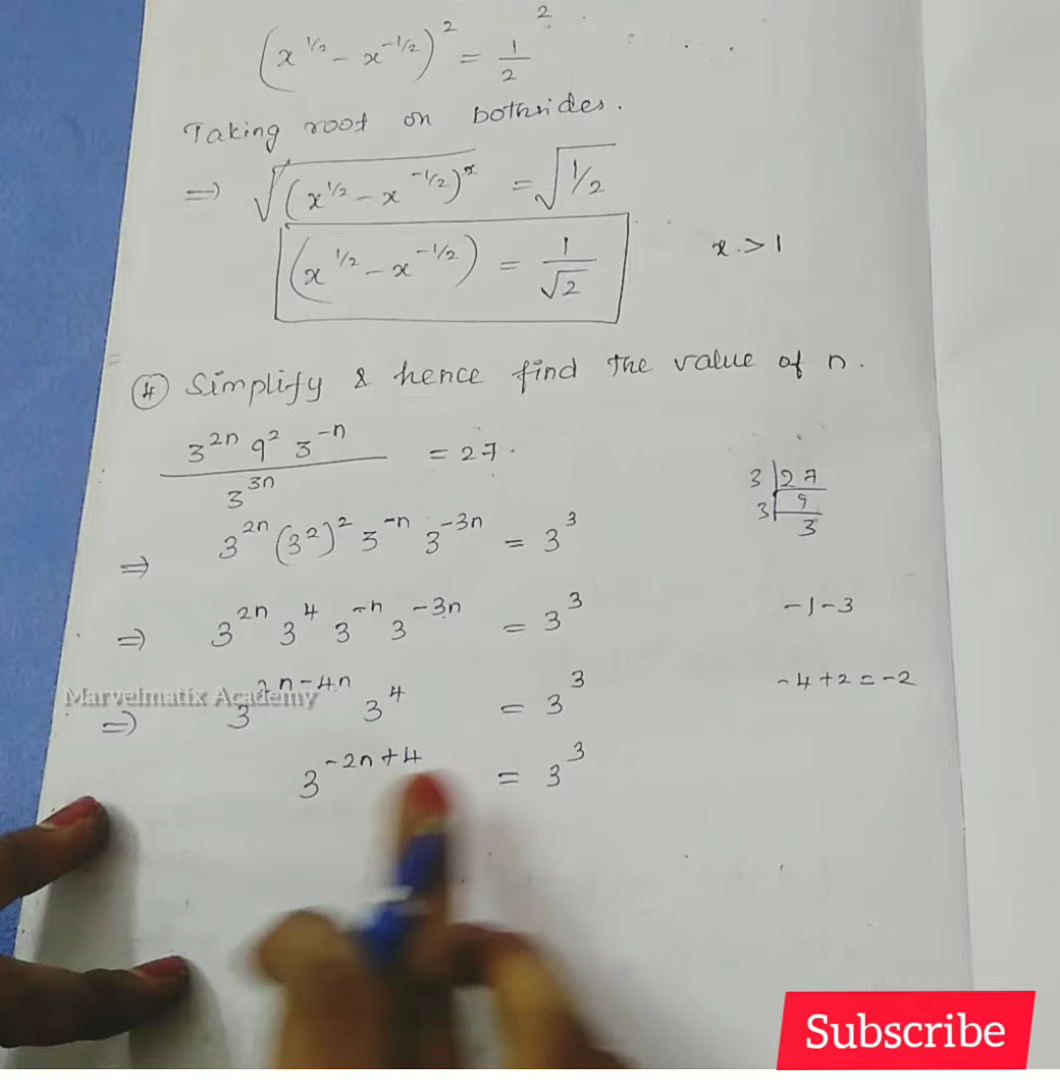 (x^1/2 − x^-1/2)^2 = 1/2 2
Taking root on bothsides.
⇒ √(x^1/2 − x^-1/2)^2 = √1/2
(x^1/2 − x^-1/2) = 1/√2 x > 1
④ Simplify & hence find the value of n.
3^2n 9^2 3^-n / 3^3n = 27.
3 | 27
3 | 9
3
⇒ 3^2n (3^2)^2 3^-n 3^-3n = 3^3
⇒ 3^2n 3^4 3^-n 3^-3n = 3^3 -1-3
Marvelmatix Academy
⇒ 3^2n-4n 3^4 = 3^3 -4+2=-2
3^-2n+4 = 3^3
Subscribe